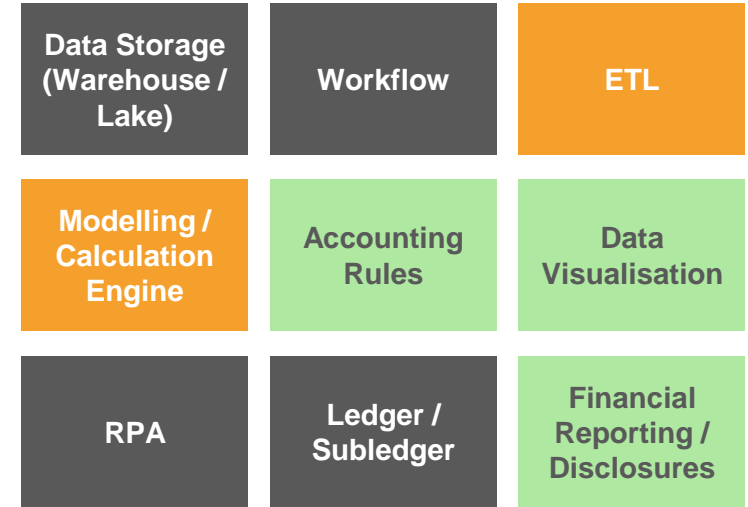 Data Storage
(Warehouse /
Lake)
Workflow
ETL
Modelling /
Calculation
Engine
Accounting
Rules
Data
Visualisation
RPA
Ledger /
Subledger
Financial
Reporting /
Disclosures